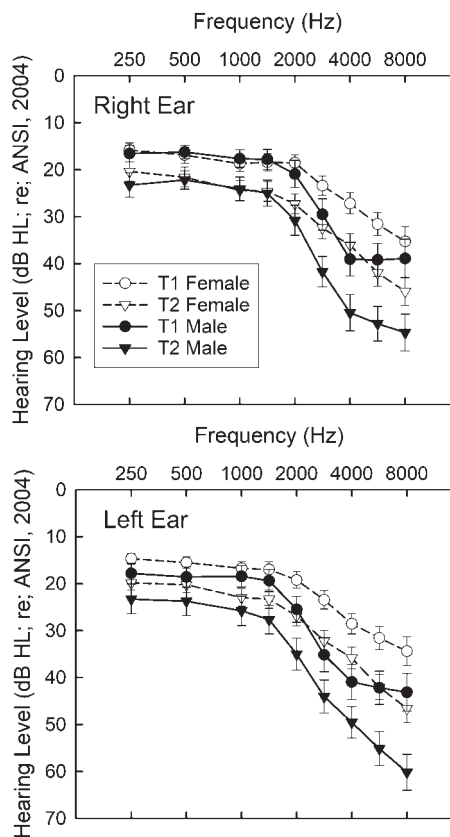 Frequency (Hz)
250 500 1000 2000 4000 8000
0
10
20
30
40
50
60
70
Hearing Level (dB HL; re; ANSI, 2004)
Right Ear
T1 Female
T2 Female
T1 Male
T2 Male
Frequency (Hz)
250 500 1000 2000 4000 8000
0
10
20
30
40
50
60
70
Hearing Level (dB HL; re; ANSI, 2004)
Left Ear